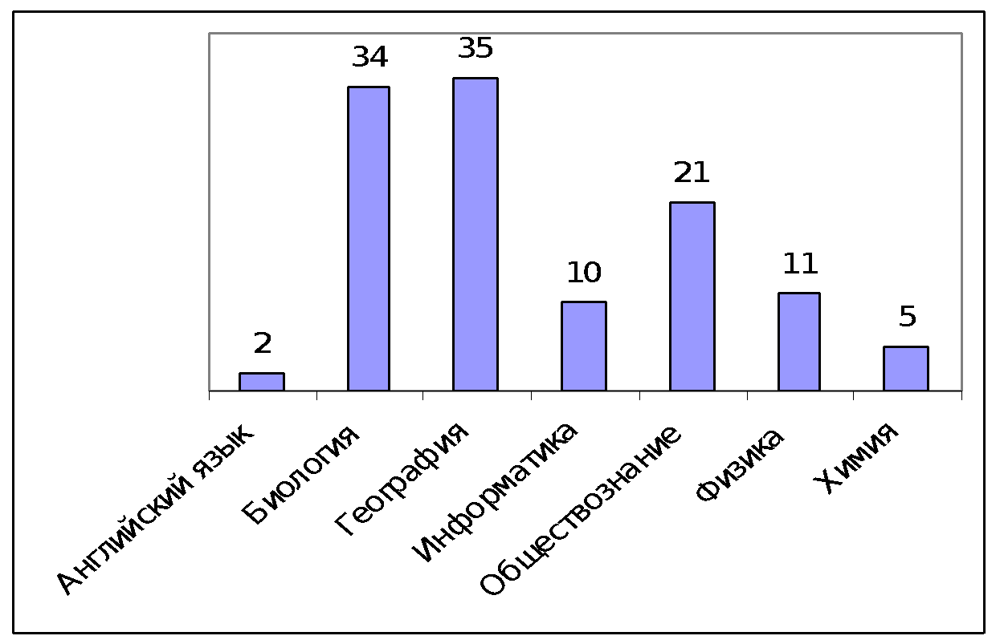 34
35
21
10
11
5
2
Английский язык
Биология
География
Информатика
Обществознание
Физика
Химия